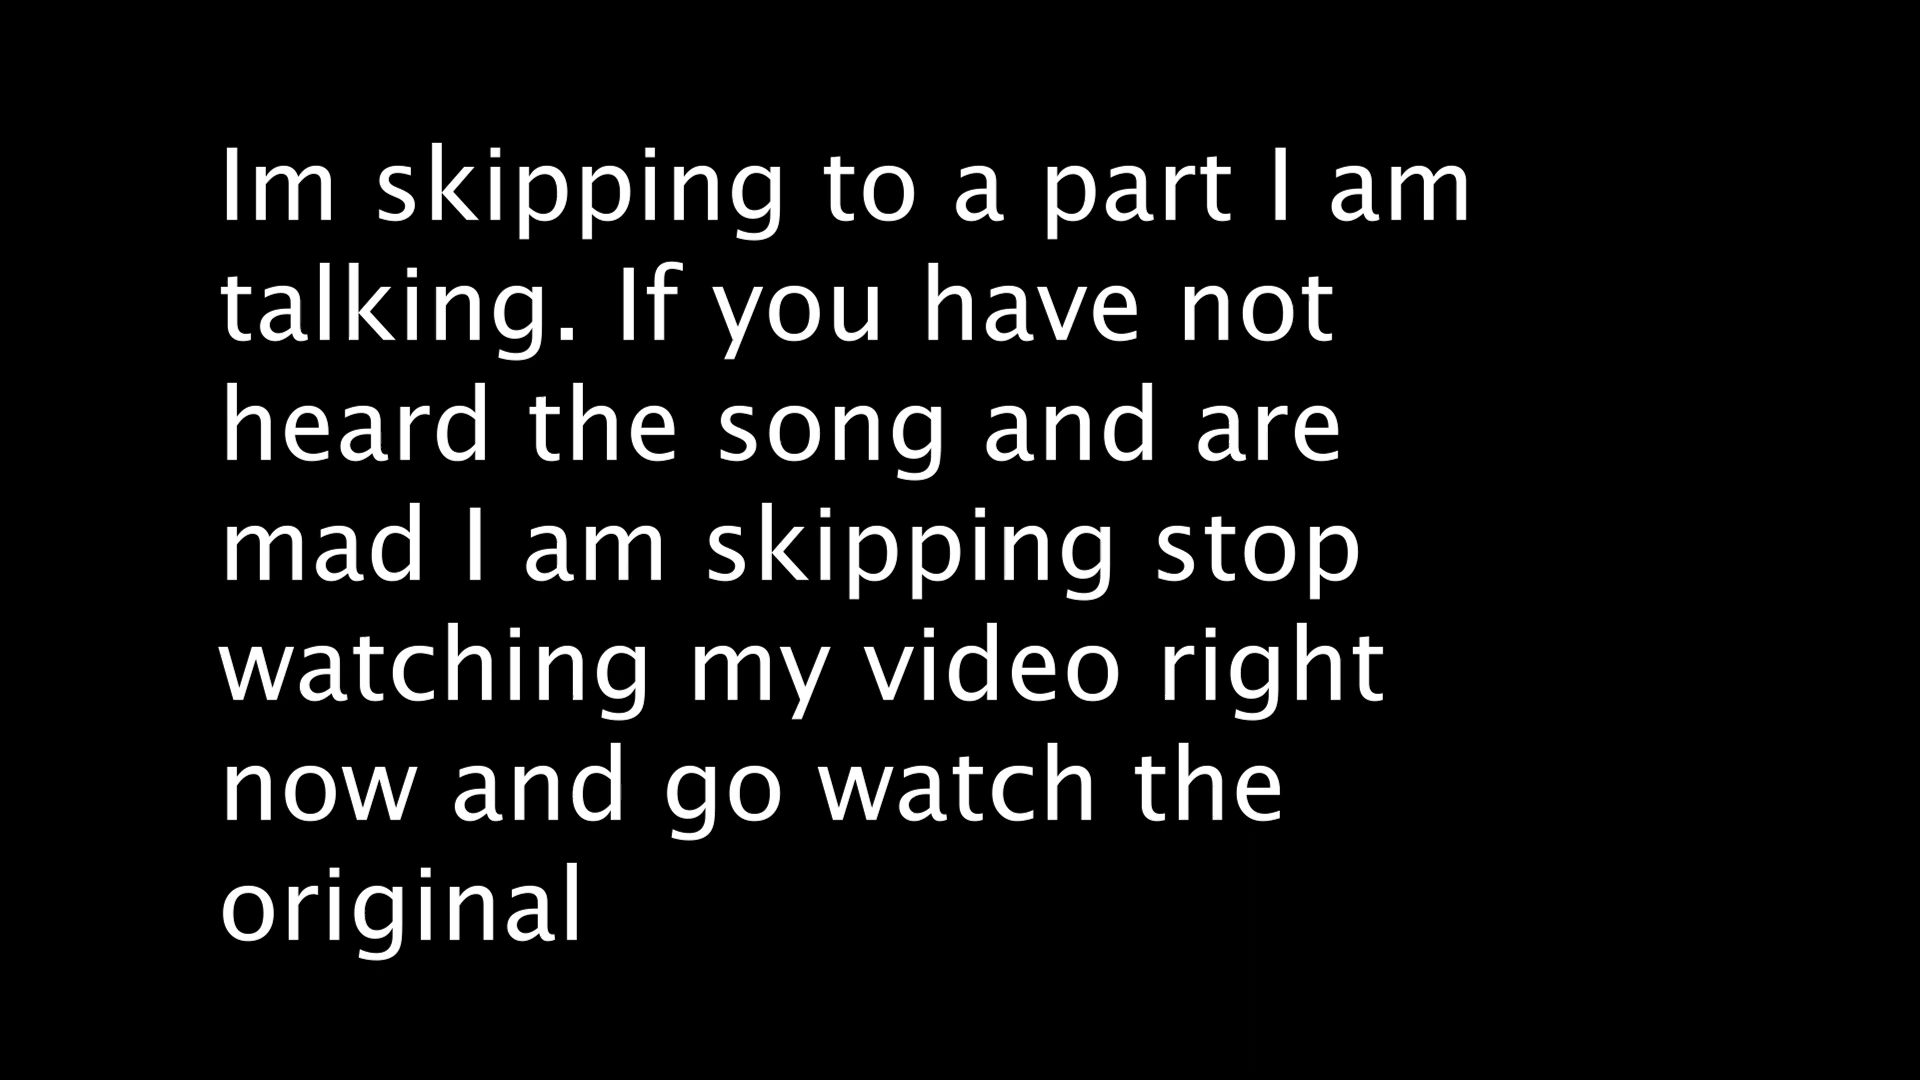 Im skipping to a part I am
talking. If you have not
heard the song and are
mad I am skipping stop
watching my video right
now and go watch the
original